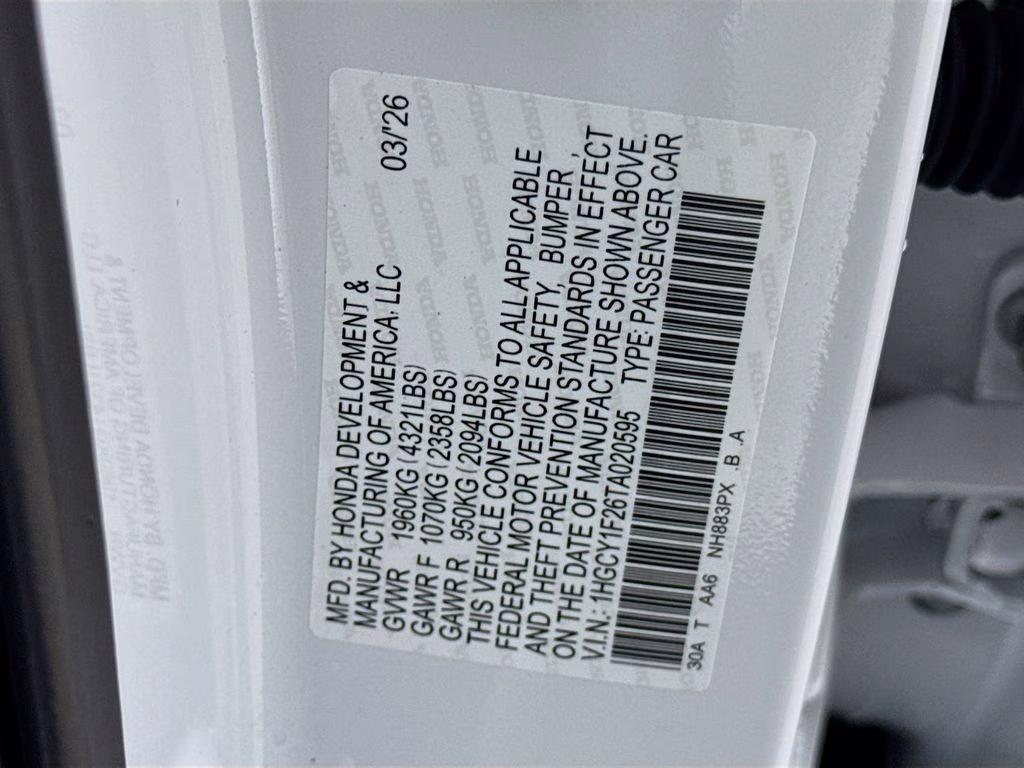 MFD. BY HONDA DEVELOPMENT &
MANUFACTURING OF AMERICA, LLC 03/'26
GVWR 1960KG (4321LBS)
GAWR F 1070KG (2358LBS)
GAWR R 950KG (2094LBS)
THIS VEHICLE CONFORMS TO ALL APPLICABLE
FEDERAL MOTOR VEHICLE SAFETY, BUMPER ,
AND THEFT PREVENTION STANDARDS IN EFFECT
ON THE DATE OF MANUFACTURE SHOWN ABOVE..
V.I.N.: 1HGCY1F26TA020595 TYPE: PASSENGER CAR
30A T AA6 NH883PX .B .A
HONDA